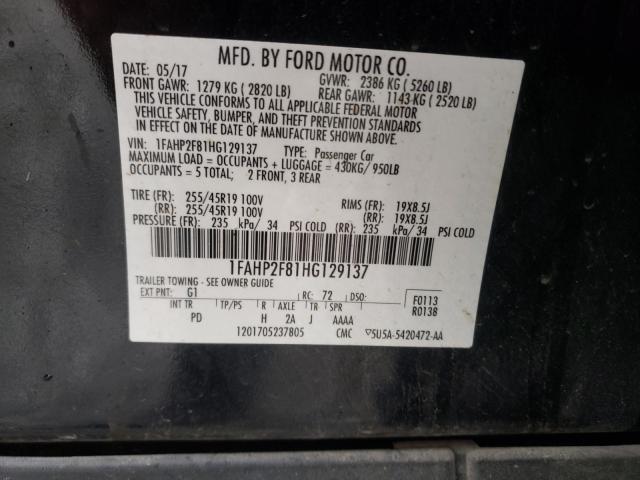 MFD. BY FORD MOTOR CO.
DATE: 05/17 GVWR: 2386 KG ( 5260 LB)
FRONT GAWR: 1279 KG ( 2820 LB) REAR GAWR: 1143 KG ( 2520 LB)
THIS VEHICLE CONFORMS TO ALL APPLICABLE FEDERAL MOTOR
VEHICLE SAFETY, BUMPER, AND THEFT PREVENTION STANDARDS
IN EFFECT ON THE DATE OF MANUFACTURE SHOWN ABOVE.
VIN: 1FAHP2F81HG129137 TYPE: Passenger Car
MAXIMUM LOAD = OCCUPANTS + LUGGAGE = 430KG/ 950LB
OCCUPANTS = 5 TOTAL; 2 FRONT, 3 REAR
TIRE (FR): 255/45R19 100V RIMS (FR): 19X8.5J
(RR): 255/45R19 100V (RR): 19X8.5J
PRESSURE (FR): 235 kPa/ 34 PSI COLD (RR): 235 kPa/ 34 PSI COLD
1FAHP2F81HG129137
TRAILER TOWING - SEE OWNER GUIDE
EXT PNT: G1 RC: 72 DSO: F0113
INT TR TP/PS R AXLE TR SPR R0138
PD H 2A J AAAA
1201705237805 CMC ▽5U5A-5420472-AA